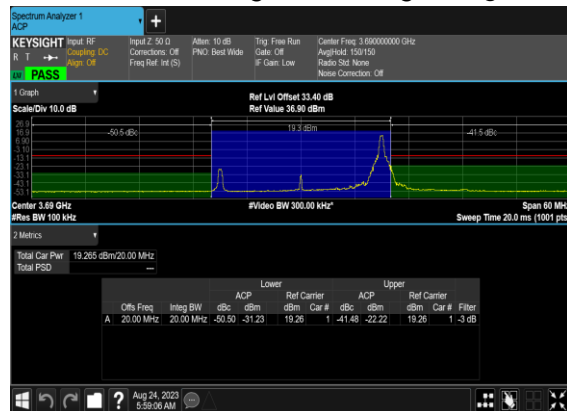 Spectrum Analyzer 1
ACP
+
KEYSIGHT
Input: RF
Input Z: 50 Ω
Atten: 10 dB
Trig: Free Run
Center Freq: 3.690000000 GHz
R T
Coupling: DC
Corrections: Off
PNO: Best Wide
Gate: Off
Avg|Hold: 150/150
Align: Off
Freq Ref: Int (S)
IF Gain: Low
Radio Std: None
LXI PASS
Noise Correction: Off
1 Graph
Ref Lvl Offset 33.40 dB
Scale/Div 10.0 dB
Ref Value 36.90 dBm
26.9
16.9
-50.5 dBc
19.3 dBm
-41.5 dBc
6.90
-3.10
-13.1
-23.1
-33.1
-43.1
-53.1
Center 3.69 GHz
#Video BW 300.00 kHz*
Span 60 MHz
#Res BW 100 kHz
Sweep Time 20.0 ms (1001 pts)
2 Metrics
Total Car Pwr 19.265 dBm/20.00 MHz
Total PSD ---
Lower Upper
ACP Ref Carrier ACP Ref Carrier
Offs Freq Integ BW dBc dBm dBm Car # dBc dBm dBm Car # Filter
A 20.00 MHz 20.00 MHz -50.50 -31.23 19.26 1 -41.48 -22.22 19.26 1 -3 dB
?
Aug 24, 2023
5:59:06 AM